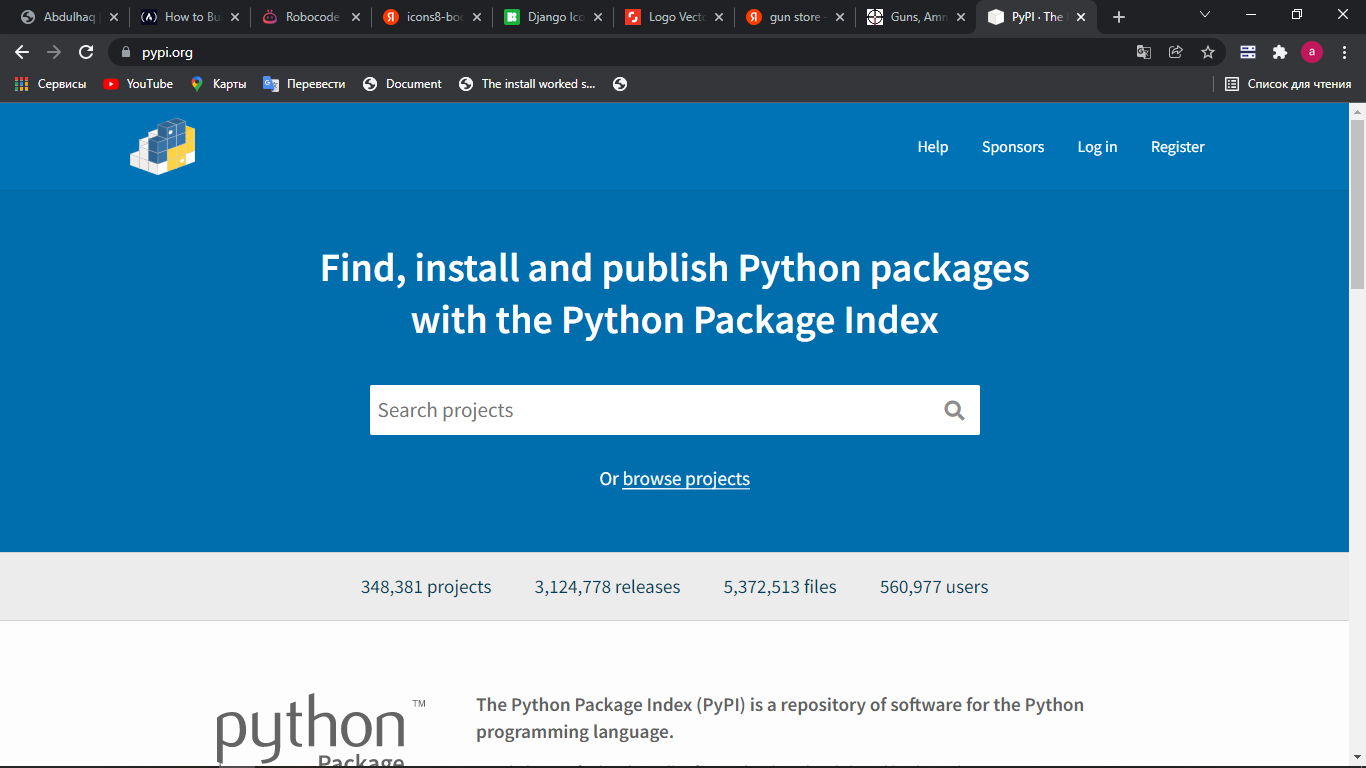 Abdulhaq
How to Bu
Robocode
icons8-boo
Django Ico
Logo Vecto
gun store
Guns, Amm
PyPI · The
pypi.org
a
Сервисы
YouTube
Карты
Перевести
Document
The install worked s...
Список для чтения
Help
Sponsors
Log in
Register
Find, install and publish Python packages
with the Python Package Index
Search projects
Or browse projects
348,381 projects
3,124,778 releases
5,372,513 files
560,977 users
python TM
Package
The Python Package Index (PyPI) is a repository of software for the Python
programming language.